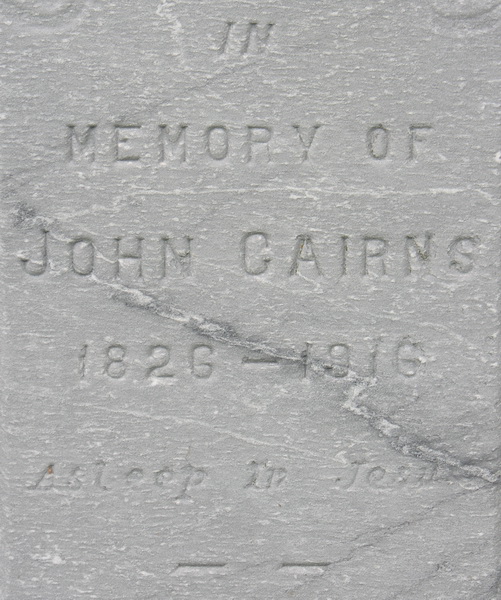 IN
MEMORY OF
JOHN CAIRNS
1826 — 1916
Asleep in Jesus